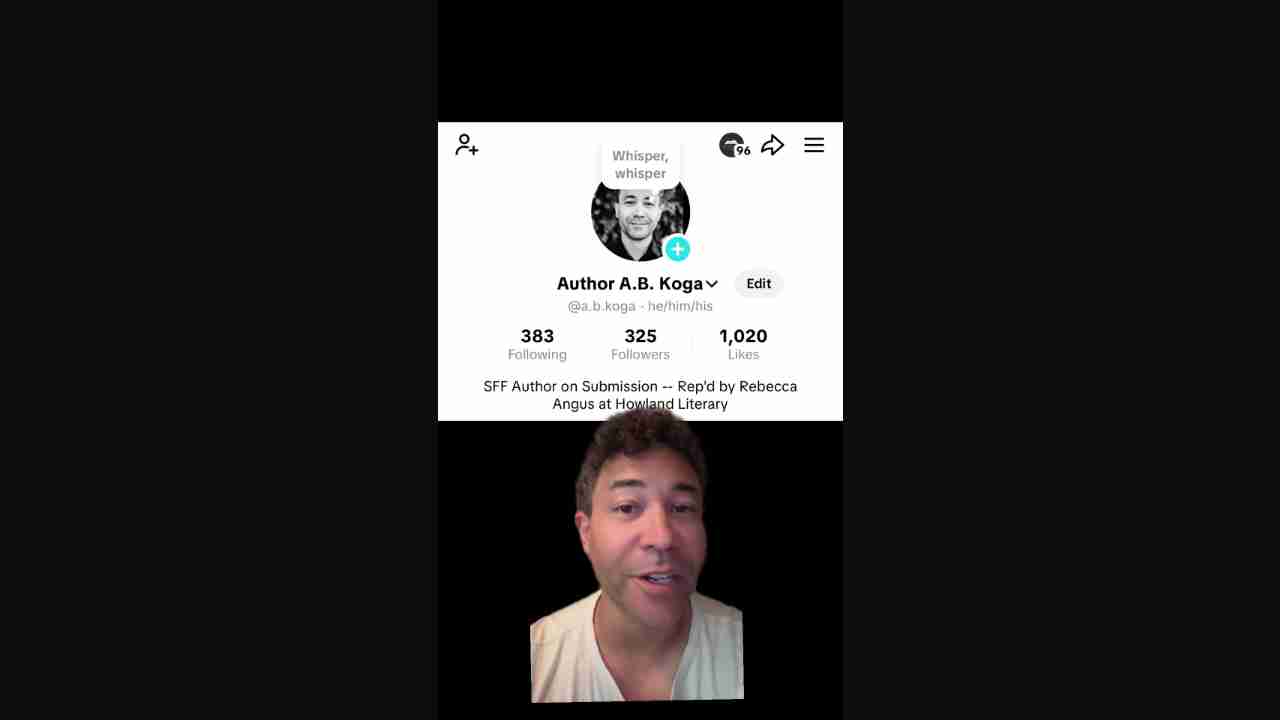 Whisper,
whisper
96
Author A.B. Koga
Edit
@a.b.koga - he/him/his
383
325
1,020
Following
Followers
Likes
SFF Author on Submission -- Rep'd by Rebecca
Angus at Howland Literary